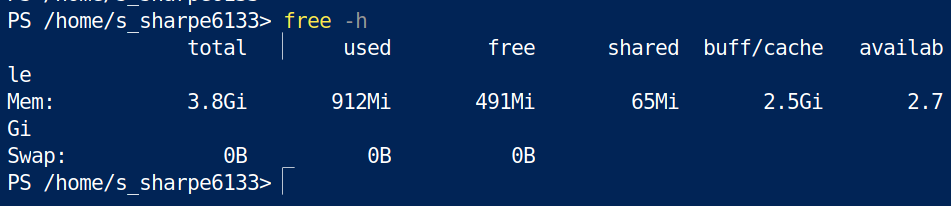 PS /home/s_sharpe6133> free -h
total used free shared buff/cache availab
le
Mem: 3.8Gi 912Mi 491Mi 65Mi 2.5Gi 2.7
Gi
Swap: 0B 0B 0B
PS /home/s_sharpe6133>